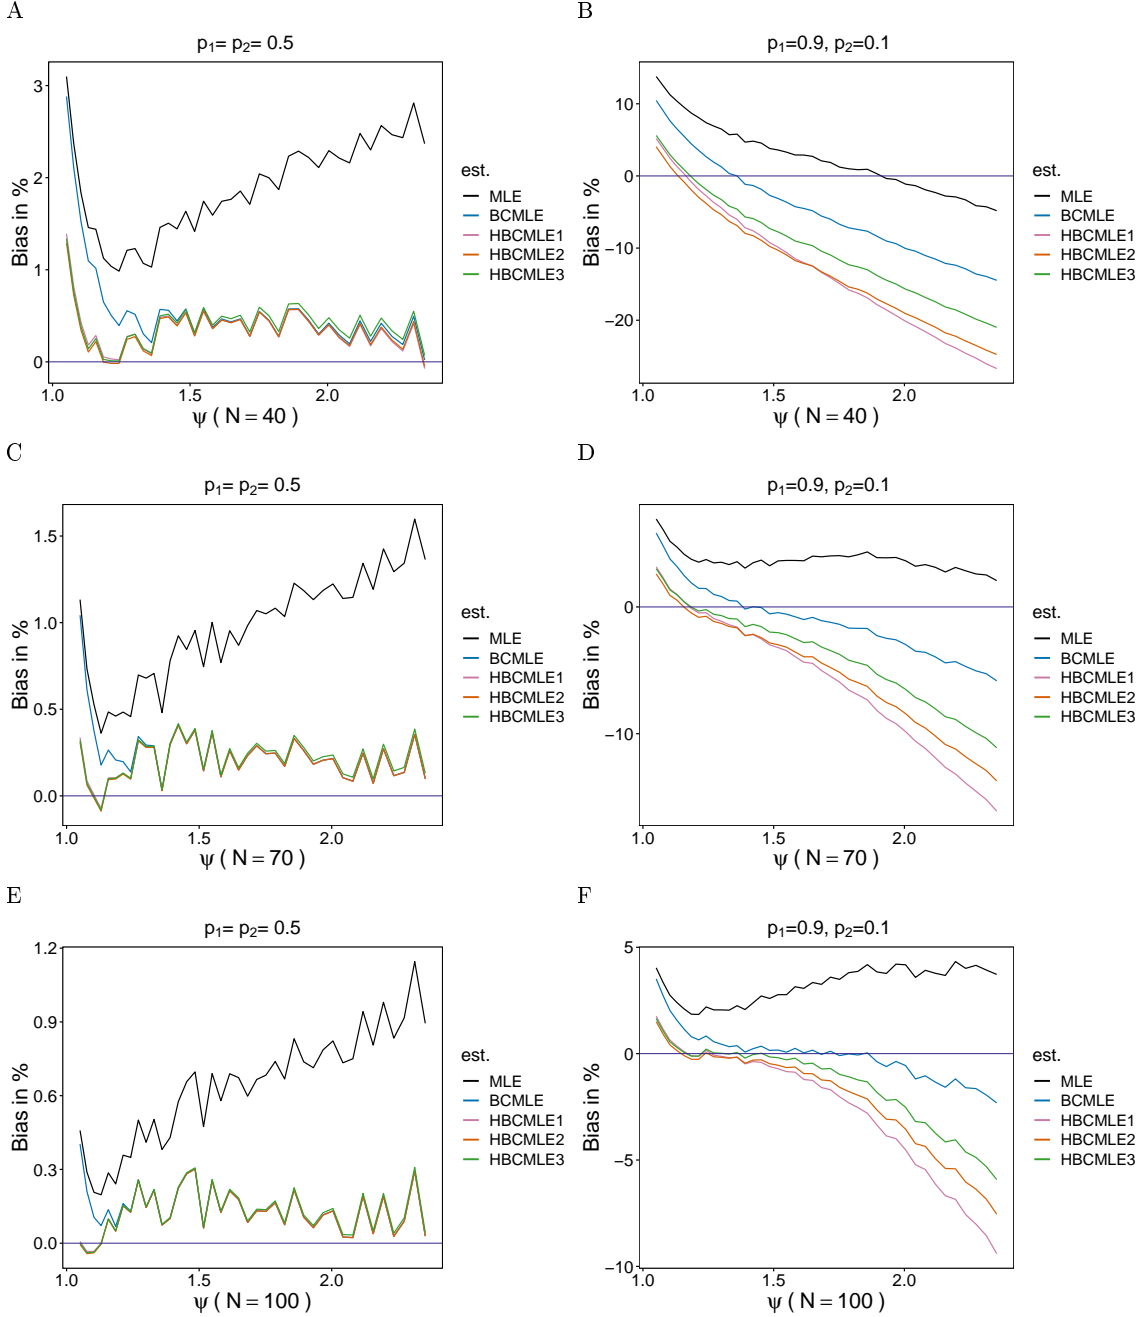 A
p₁= p₂= 0.5
Bias in %
3
2
1
0
1.0
1.5
2.0
ψ ( N = 40 )
est.
MLE
BCMLE
HBCMLE1
HBCMLE2
HBCMLE3
B
p₁=0.9, p₂=0.1
Bias in %
10
0
−10
−20
1.0
1.5
2.0
ψ ( N = 40 )
est.
MLE
BCMLE
HBCMLE1
HBCMLE2
HBCMLE3
C
p₁= p₂= 0.5
Bias in %
1.5
1.0
0.5
0.0
1.0
1.5
2.0
ψ ( N = 70 )
est.
MLE
BCMLE
HBCMLE1
HBCMLE2
HBCMLE3
D
p₁=0.9, p₂=0.1
Bias in %
0
−10
1.0
1.5
2.0
ψ ( N = 70 )
est.
MLE
BCMLE
HBCMLE1
HBCMLE2
HBCMLE3
E
p₁= p₂= 0.5
Bias in %
1.2
0.9
0.6
0.3
0.0
1.0
1.5
2.0
ψ ( N = 100 )
est.
MLE
BCMLE
HBCMLE1
HBCMLE2
HBCMLE3
F
p₁=0.9, p₂=0.1
Bias in %
5
0
−5
−10
1.0
1.5
2.0
ψ ( N = 100 )
est.
MLE
BCMLE
HBCMLE1
HBCMLE2
HBCMLE3